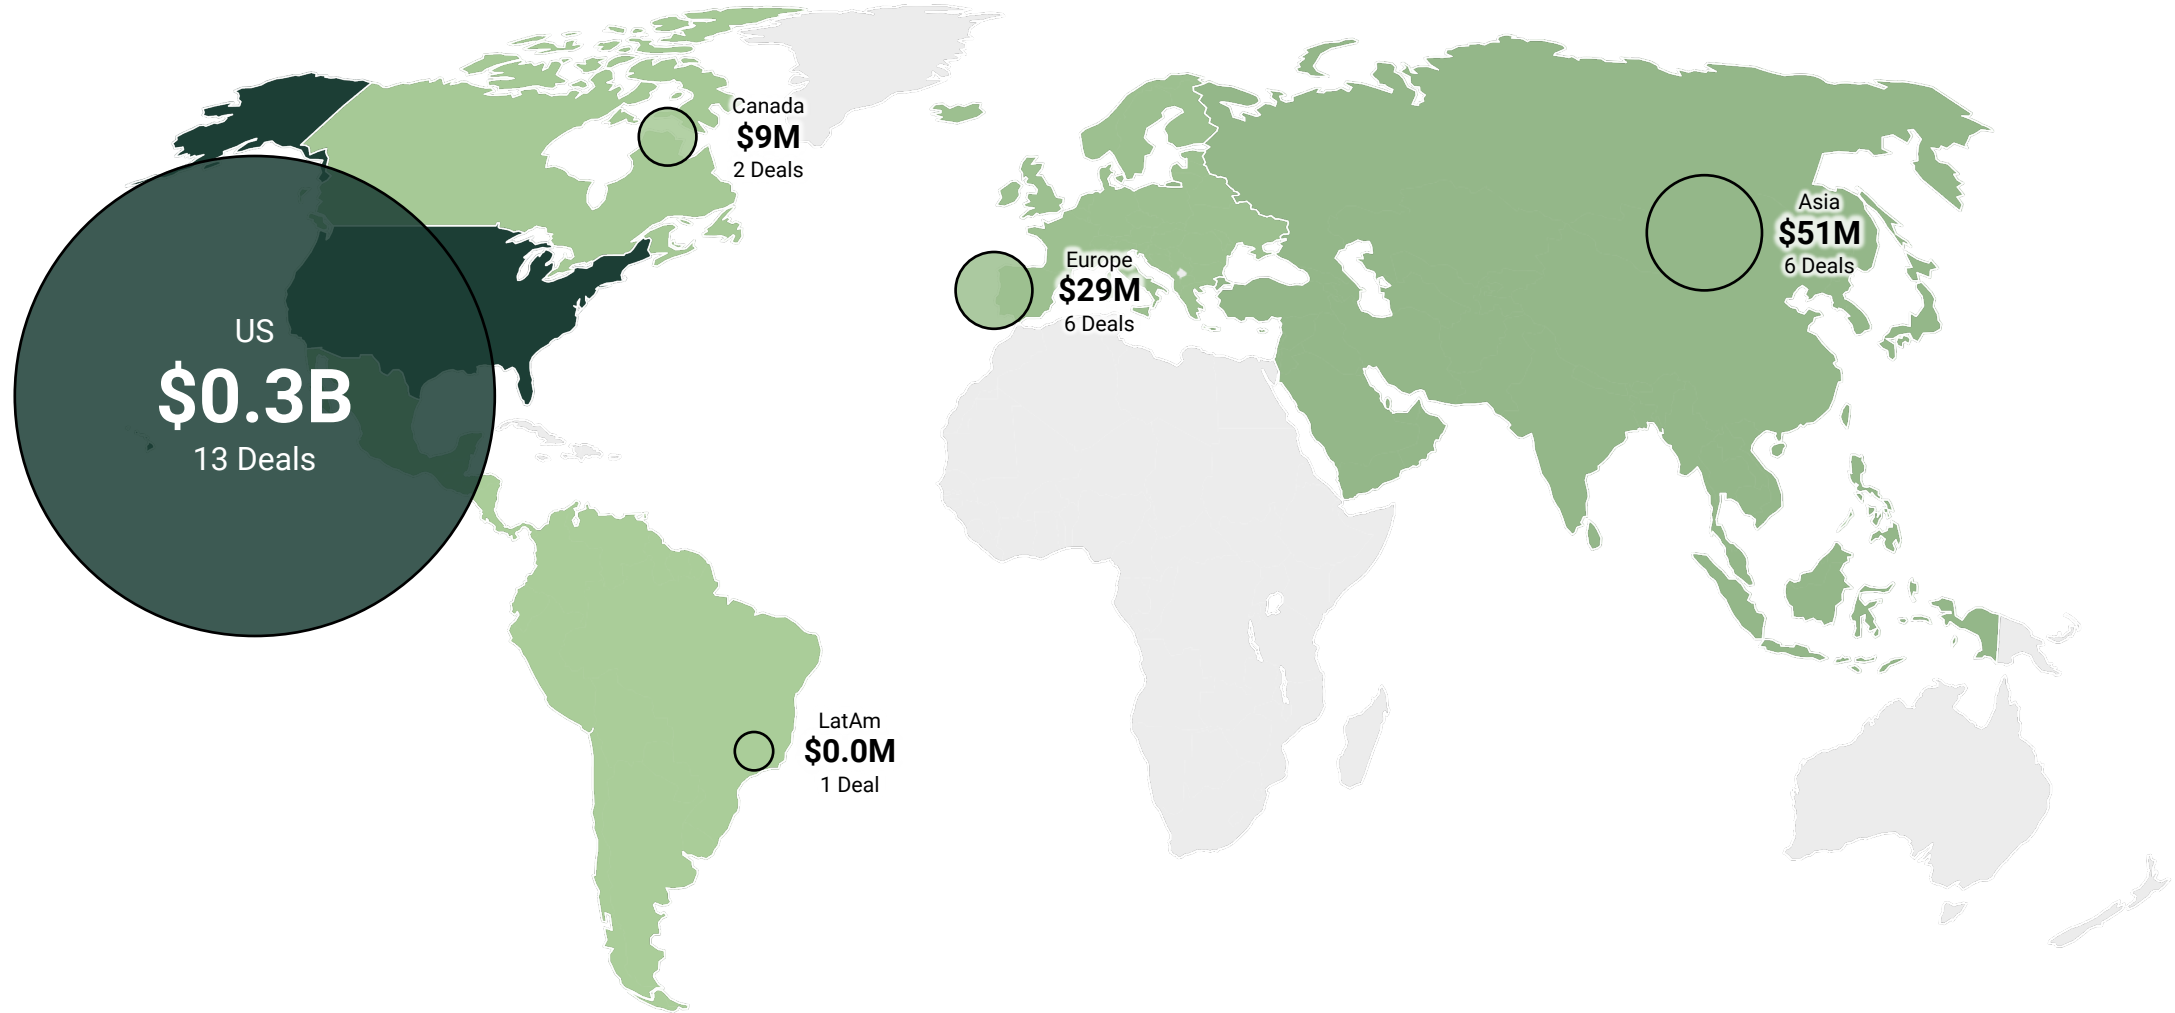 Canada
$9M
2 Deals
Asia
$51M
6 Deals
Europe
$29M
6 Deals
US
$0.3B
13 Deals
LatAm
$0.0M
1 Deal